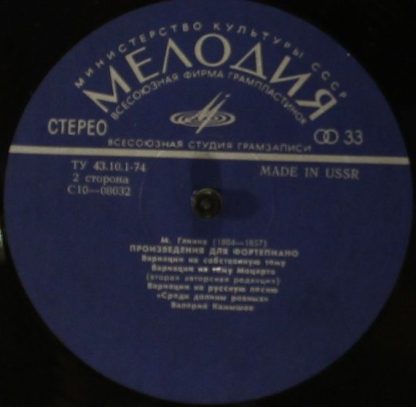 МИНИСТЕРСТВО КУЛЬТУРЫ СССР
МЕЛОДИЯ
ВСЕСОЮЗНАЯ ФИРМА ГРАМПЛАСТИНОК
СТЕРЕО
33
ВСЕСОЮЗНАЯ СТУДИЯ ГРАМЗАПИСИ
ТУ 43.10.1-74
MADE IN USSR
2 сторона
С10—08032
М. Глинка (1804—1857)
ПРОИЗВЕДЕНИЯ ДЛЯ ФОРТЕПИАНО
Вариации на собственную тему
Вариации на тему Моцарта
(вторая авторская редакция)
Вариации на русскую песню
«Среди долины ровныя»
Валерий Камышов